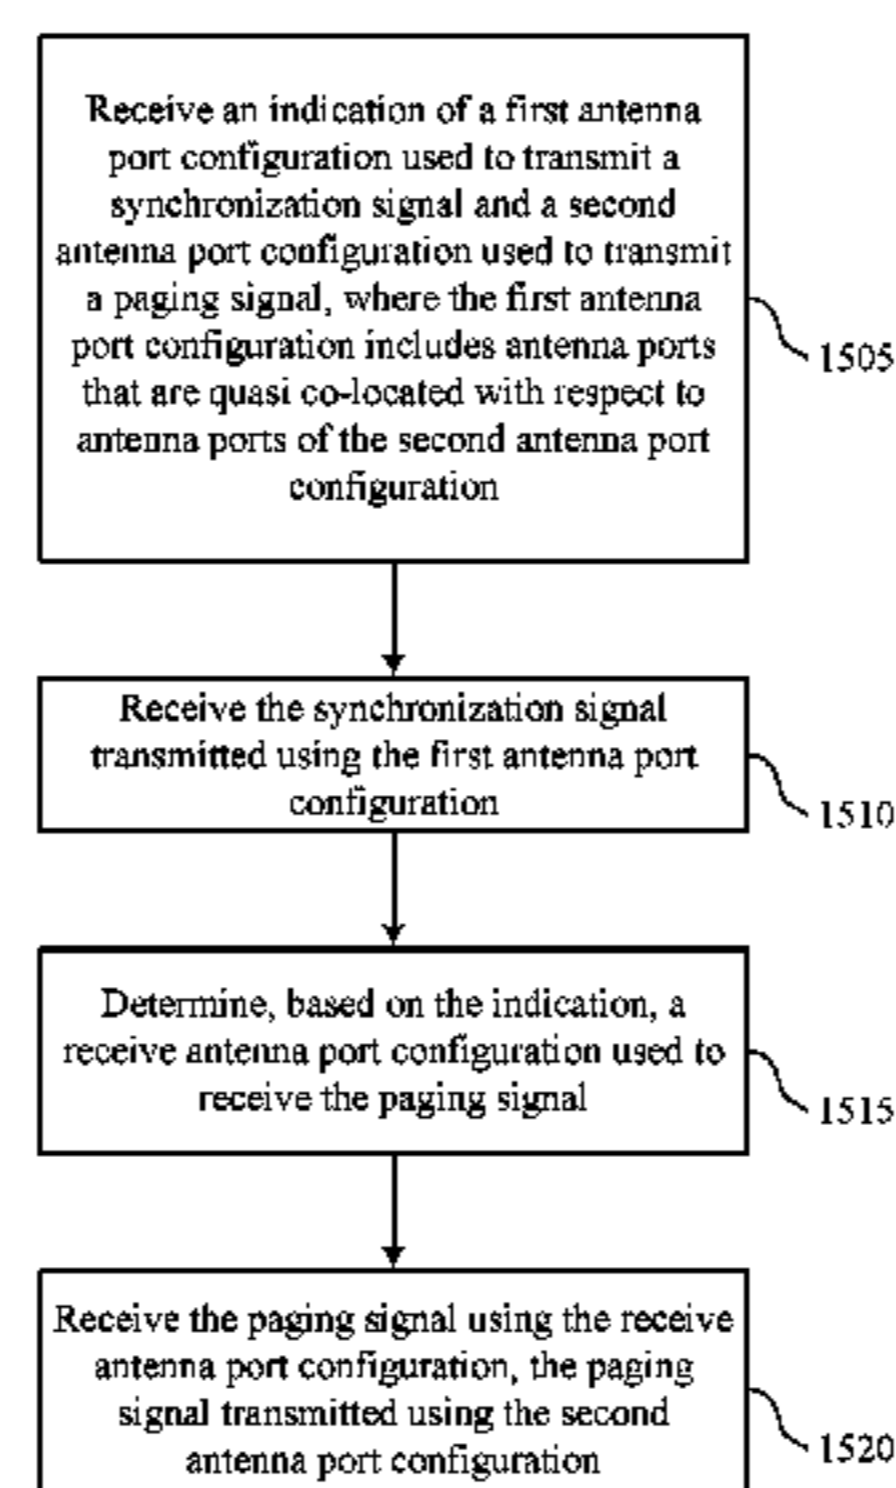 Receive an indication of a first antenna
port configuration used to transmit a
synchronization signal and a second
antenna port configuration used to transmit
a paging signal, where the first antenna
port configuration includes antenna ports
that are quasi co-located with respect to
antenna ports of the second antenna port
configuration
1505
Receive the synchronization signal
transmitted using the first antenna port
configuration
1510
Determine, based on the indication, a
receive antenna port configuration used to
receive the paging signal
1515
Receive the paging signal using the receive
antenna port configuration, the paging
signal transmitted using the second
antenna port configuration
1520